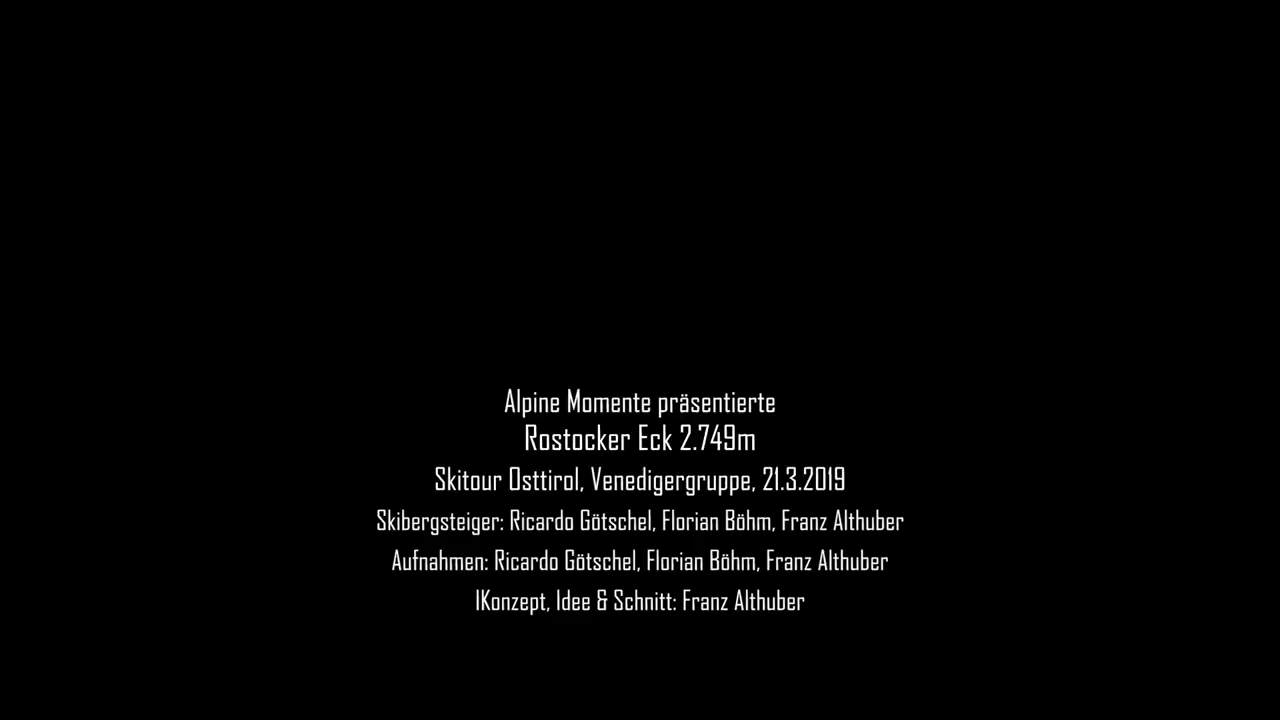 Alpine Momente präsentierte
Rostocker Eck 2.749m
Skitour Osttirol, Venedigergruppe, 21.3.2019
Skibergsteiger: Ricardo Götschel, Florian Böhm, Franz Althuber
Aufnahmen: Ricardo Götschel, Florian Böhm, Franz Althuber
IKonzept, Idee & Schnitt: Franz Althuber